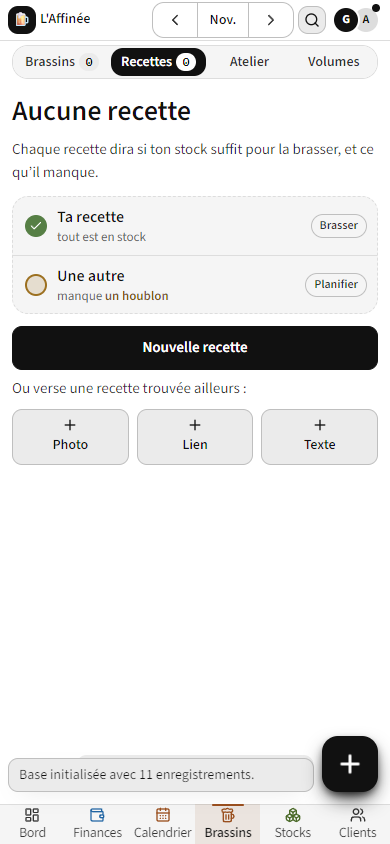 L'Affinée
Nov.
G
A
Brassins 0
Recettes 0
Atelier
Volumes
Aucune recette
Chaque recette dira si ton stock suffit pour la brasser, et ce
qu'il manque.
Ta recette
tout est en stock
Brasser
Une autre
manque un houblon
Planifier
Nouvelle recette
Ou verse une recette trouvée ailleurs :
Photo
Lien
Texte
Base initialisée avec 11 enregistrements.
Bord
Finances
Calendrier
Brassins
Stocks
Clients